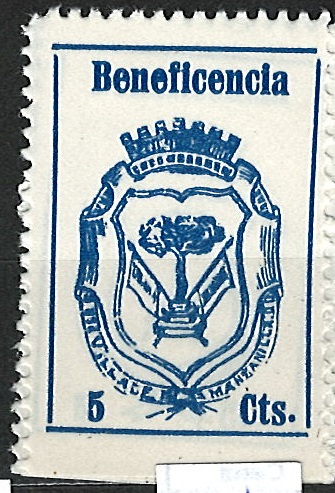 Beneficencia
VILLA DE MANZANILLO
5 Cts.